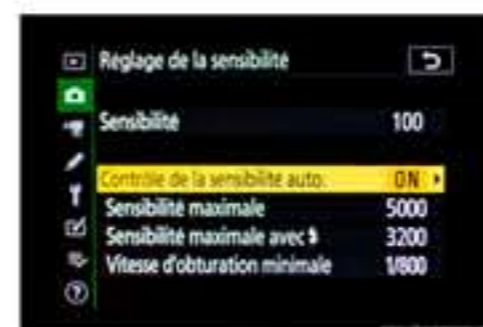 Réglage de la sensibilité
Sensibilité 100
Contrôle de la sensibilité auto. ON
Sensibilité maximale 5000
Sensibilité maximale avec 3200
Vitesse d'obturation minimale 1/800